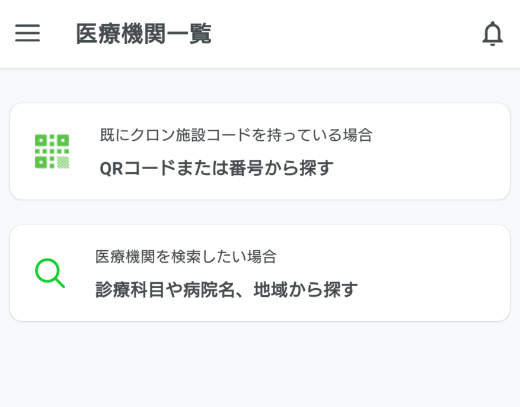 医療機関一覧
既にクロン施設コードを持っている場合
QRコードまたは番号から探す
医療機関を検索したい場合
診療科目や病院名、地域から探す